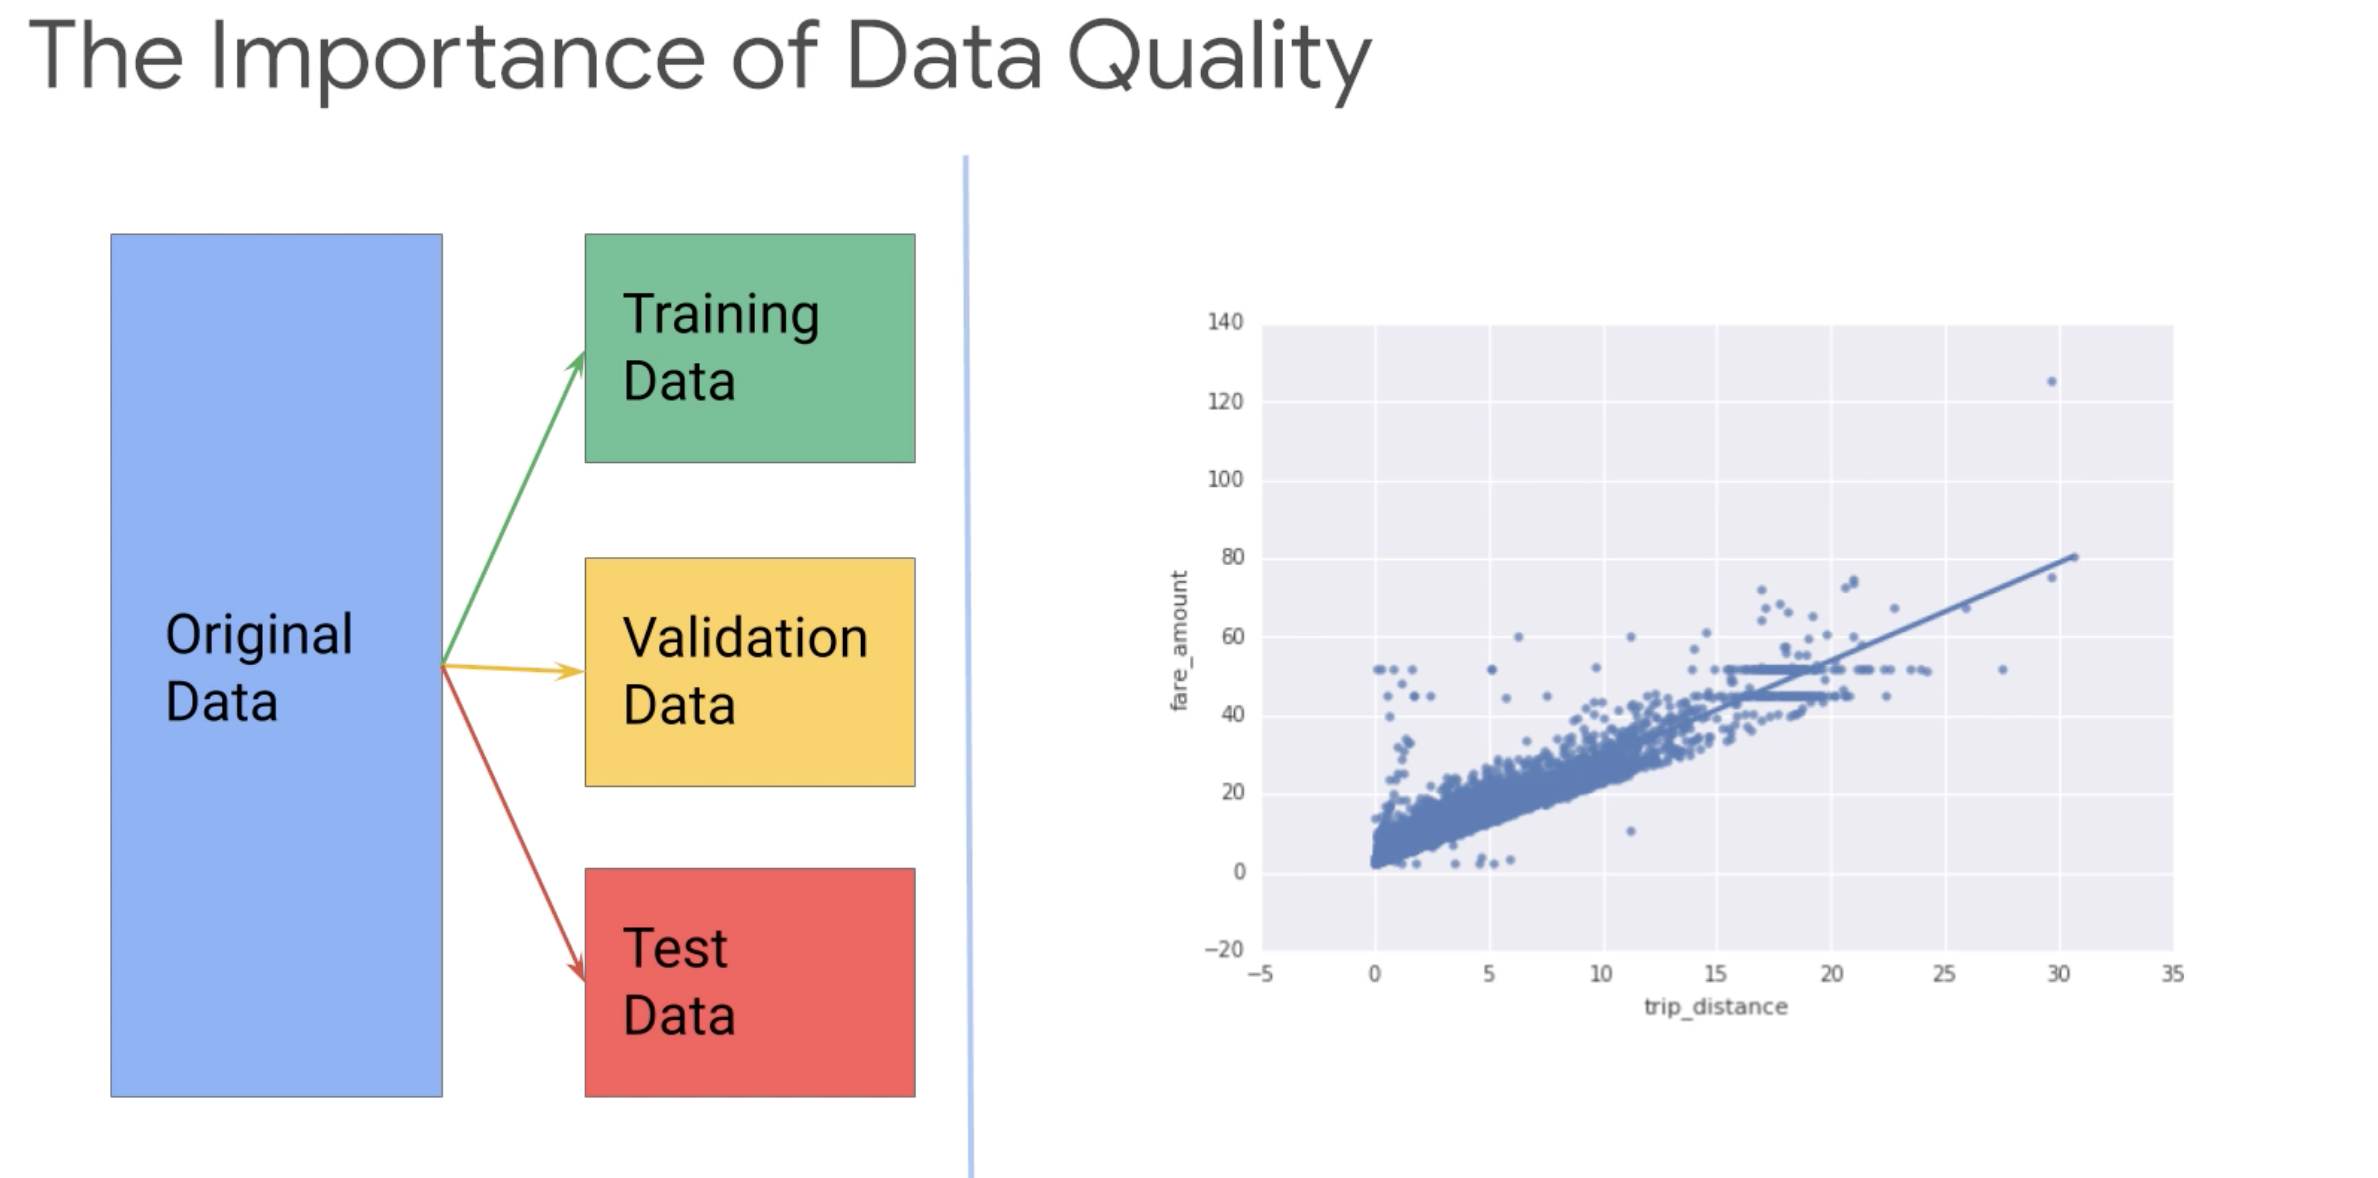 The Importance of Data Quality
Original
Data
Training
Data
Validation
Data
Test
Data
140
120
100
80
60
40
20
0
−20
fare_amount
−5 0 5 10 15 20 25 30 35
trip_distance